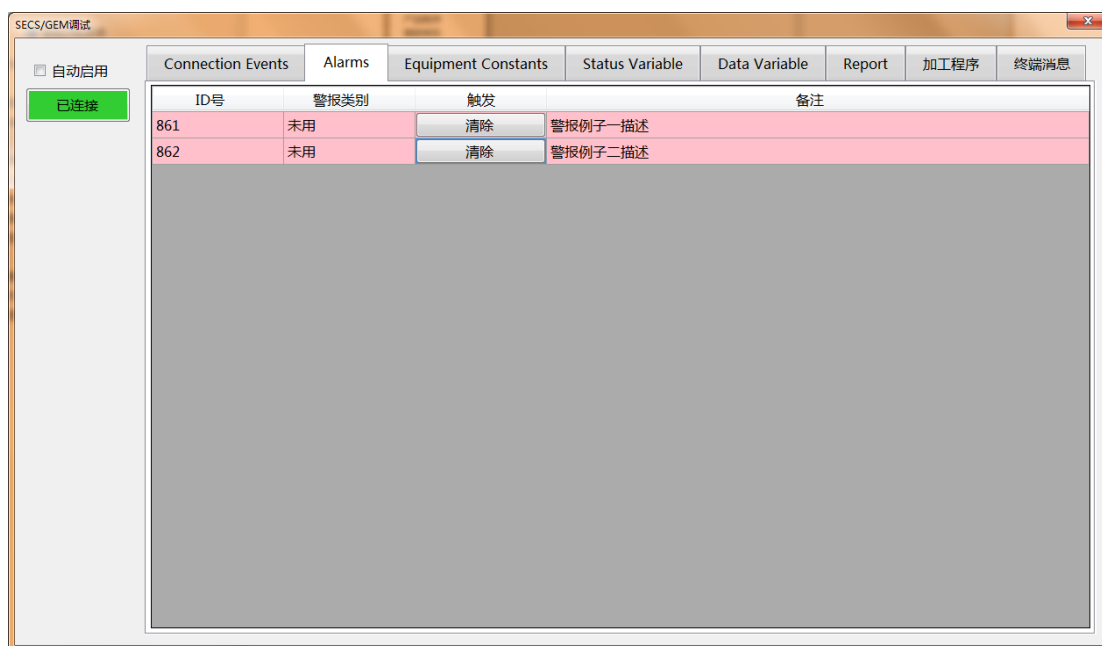 SECS/GEM调试
自动启用
已连接
Connection Events Alarms Equipment Constants Status Variable Data Variable Report 加工程序 终端消息
ID号 警报类别 触发 备注
861 未用 清除 警报例子一描述
862 未用 清除 警报例子二描述